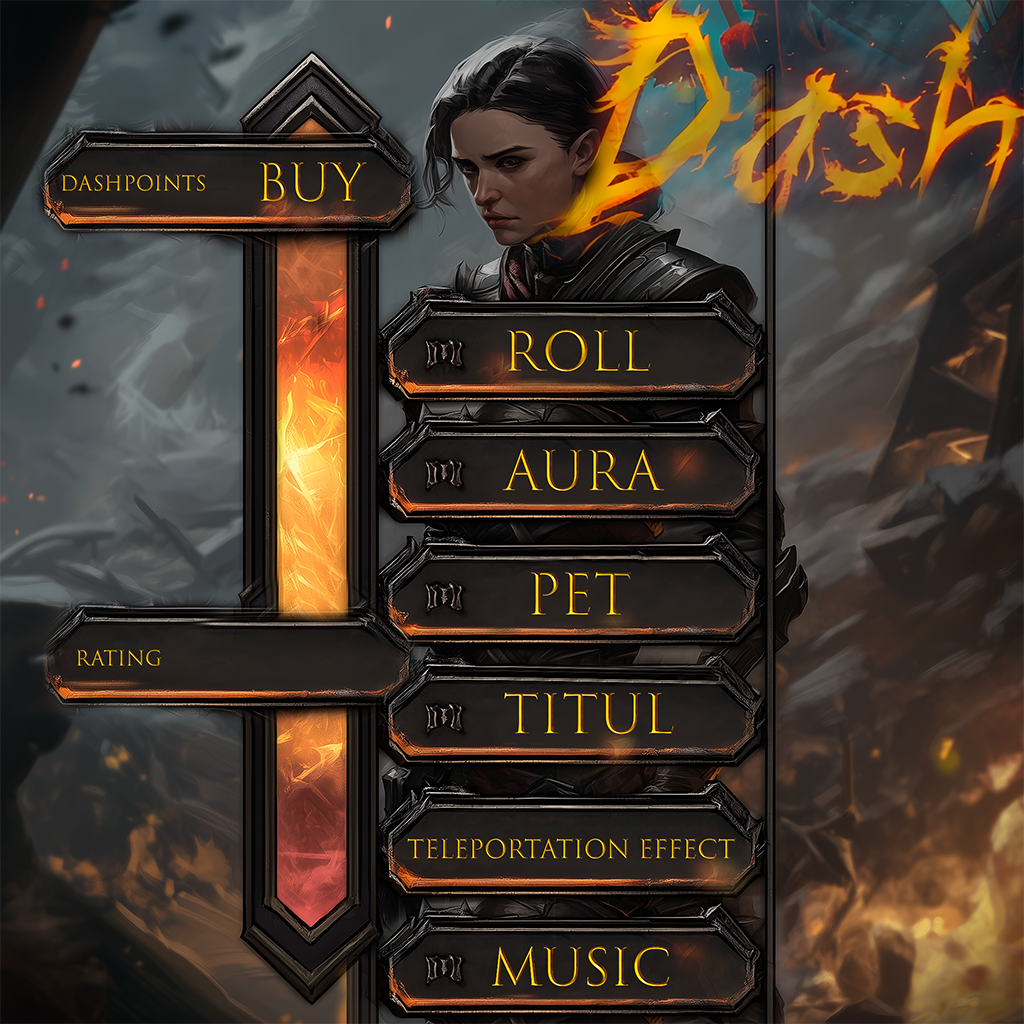 Dash
DASHPOINTS BUY
ROLL
AURA
PET
RATING
TITUL
TELEPORTATION EFFECT
MUSIC